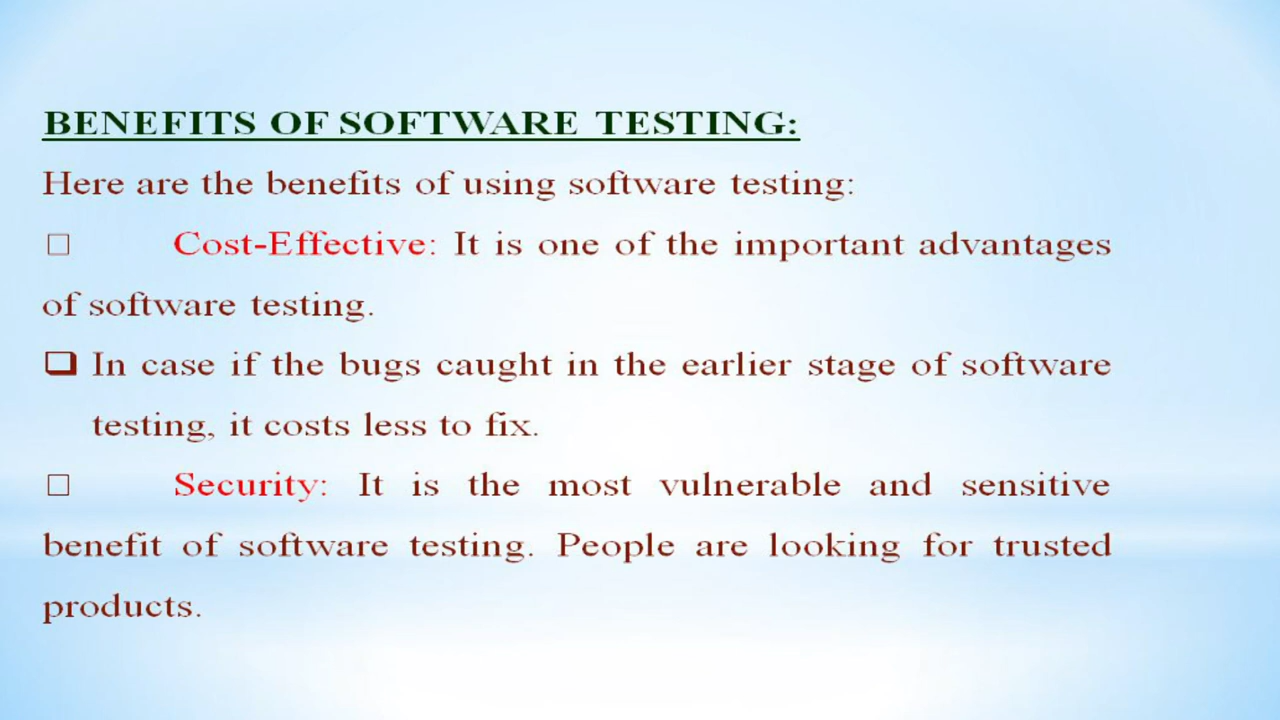 BENEFITS OF SOFTWARE TESTING:
Here are the benefits of using software testing:
□ Cost-Effective: It is one of the important advantages
of software testing.
❑ In case if the bugs caught in the earlier stage of software
testing, it costs less to fix.
□ Security: It is the most vulnerable and sensitive
benefit of software testing. People are looking for trusted
products.